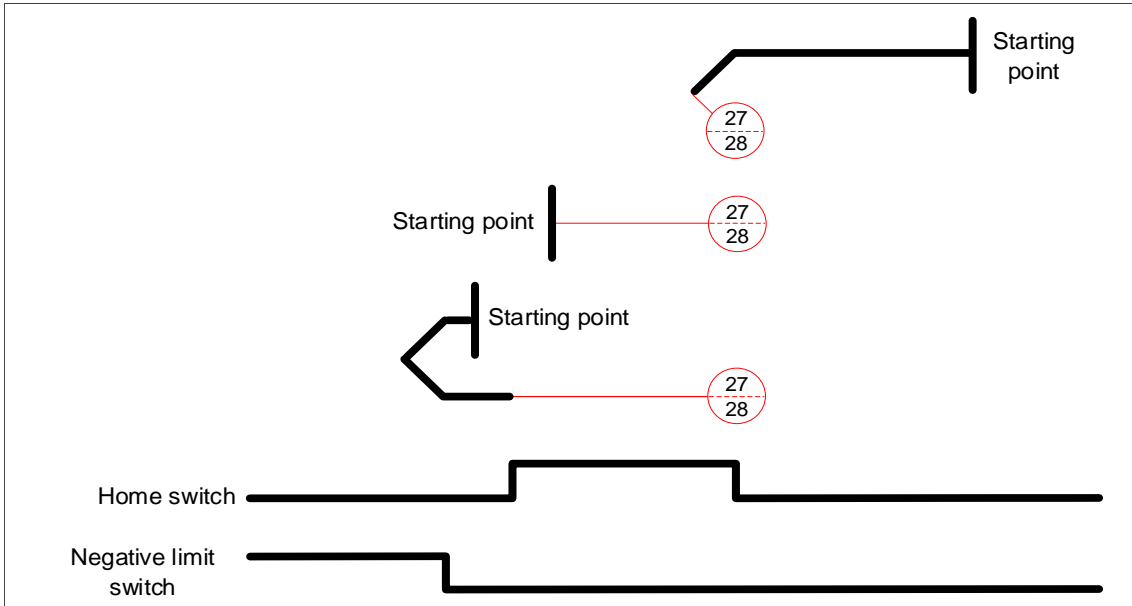 Starting
point
27
28
Starting point
27
28
Starting point
27
28
Home switch
Negative limit
switch